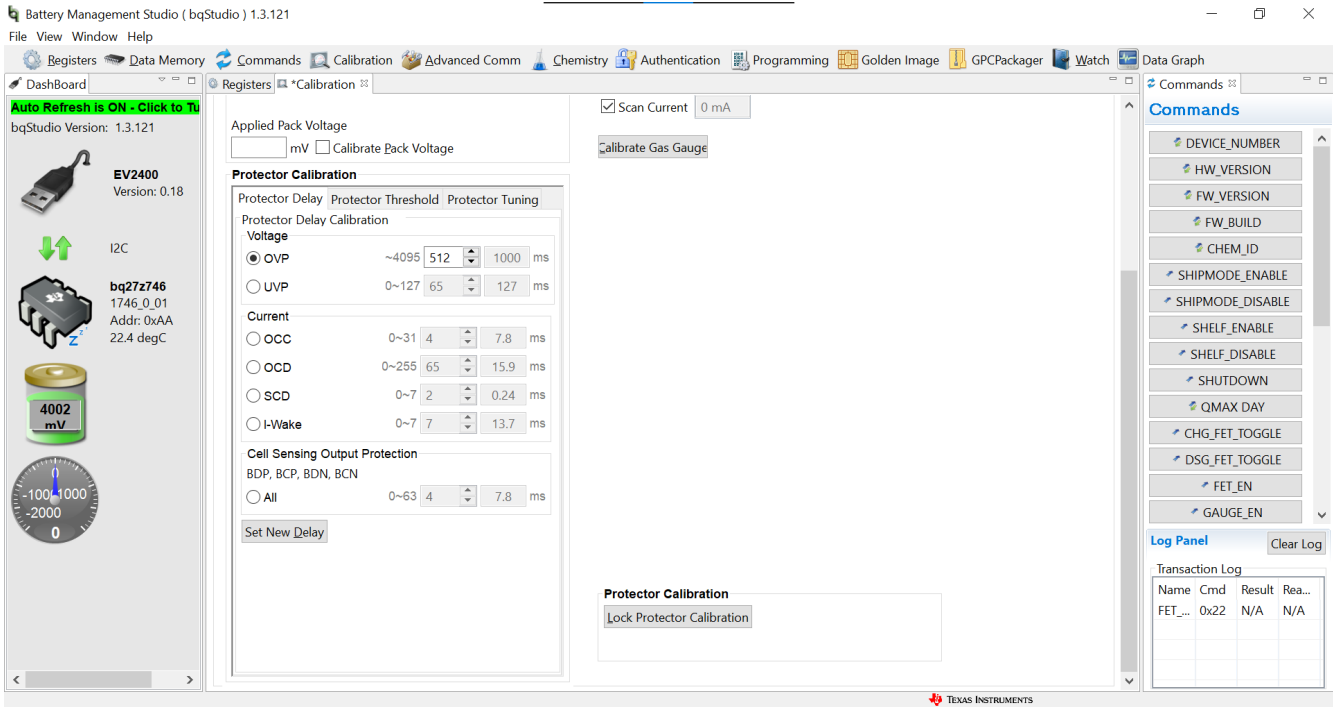 Battery Management Studio ( bqStudio ) 1.3.121
File View Window Help
Registers Data Memory Commands Calibration Advanced Comm Chemistry Authentication Programming Golden Image GPCPackager Watch Data Graph
DashBoard
Auto Refresh is ON - Click to Tu
bqStudio Version: 1.3.121
EV2400
Version: 0.18
I2C
bq27z746
1746_0_01
Addr: 0xAA
22.4 degC
4002
mV
-100 1000
-2000
0
Registers *Calibration
Applied Pack Voltage
mV Calibrate Pack Voltage
Scan Current 0 mA
Calibrate Gas Gauge
Protector Calibration
Protector Delay Protector Threshold Protector Tuning
Protector Delay Calibration
Voltage
OVP ~4095 512 1000 ms
UVP 0~127 65 127 ms
Current
OCC 0~31 4 7.8 ms
OCD 0~255 65 15.9 ms
SCD 0~7 2 0.24 ms
I-Wake 0~7 7 13.7 ms
Cell Sensing Output Protection
BDP, BCP, BDN, BCN
All 0~63 4 7.8 ms
Set New Delay
Protector Calibration
Lock Protector Calibration
Commands
Commands
DEVICE_NUMBER
HW_VERSION
FW_VERSION
FW_BUILD
CHEM_ID
SHIPMODE_ENABLE
SHIPMODE_DISABLE
SHELF_ENABLE
SHELF_DISABLE
SHUTDOWN
QMAX DAY
CHG_FET_TOGGLE
DSG_FET_TOGGLE
FET_EN
GAUGE_EN
Log Panel
Clear Log
Transaction Log
Name Cmd Result Rea...
FET_... 0x22 N/A N/A
TEXAS INSTRUMENTS